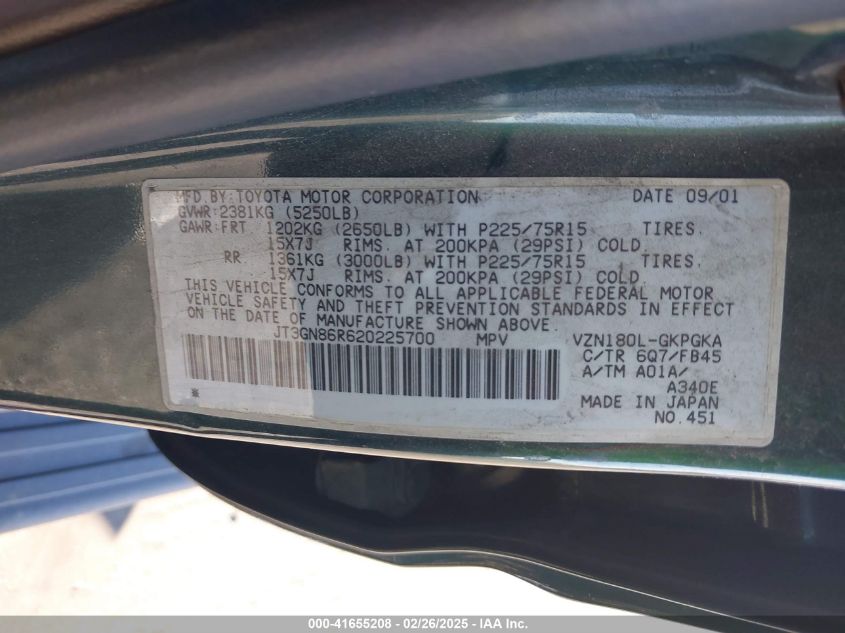 MFD.BY:TOYOTA MOTOR CORPORATION DATE 09/01
GVWR:2381KG (5250LB)
GAWR:FRT 1202KG (2650LB) WITH P225/75R15 TIRES.
15X7J RIMS. AT 200KPA (29PSI) COLD.
RR 1361KG (3000LB) WITH P225/75R15 TIRES.
15X7J RIMS. AT 200KPA (29PSI) COLD.
THIS VEHICLE CONFORMS TO ALL APPLICABLE FEDERAL MOTOR
VEHICLE SAFETY AND THEFT PREVENTION STANDARDS IN EFFECT
ON THE DATE OF MANUFACTURE SHOWN ABOVE.
JT3GN86R620225700 MPV VZN180L-GKPGKA
C/TR 6Q7/FB45
A/TM A01A/
A340E
MADE IN JAPAN
NO.451
000-41655208 - 02/26/2025 - IAA Inc.